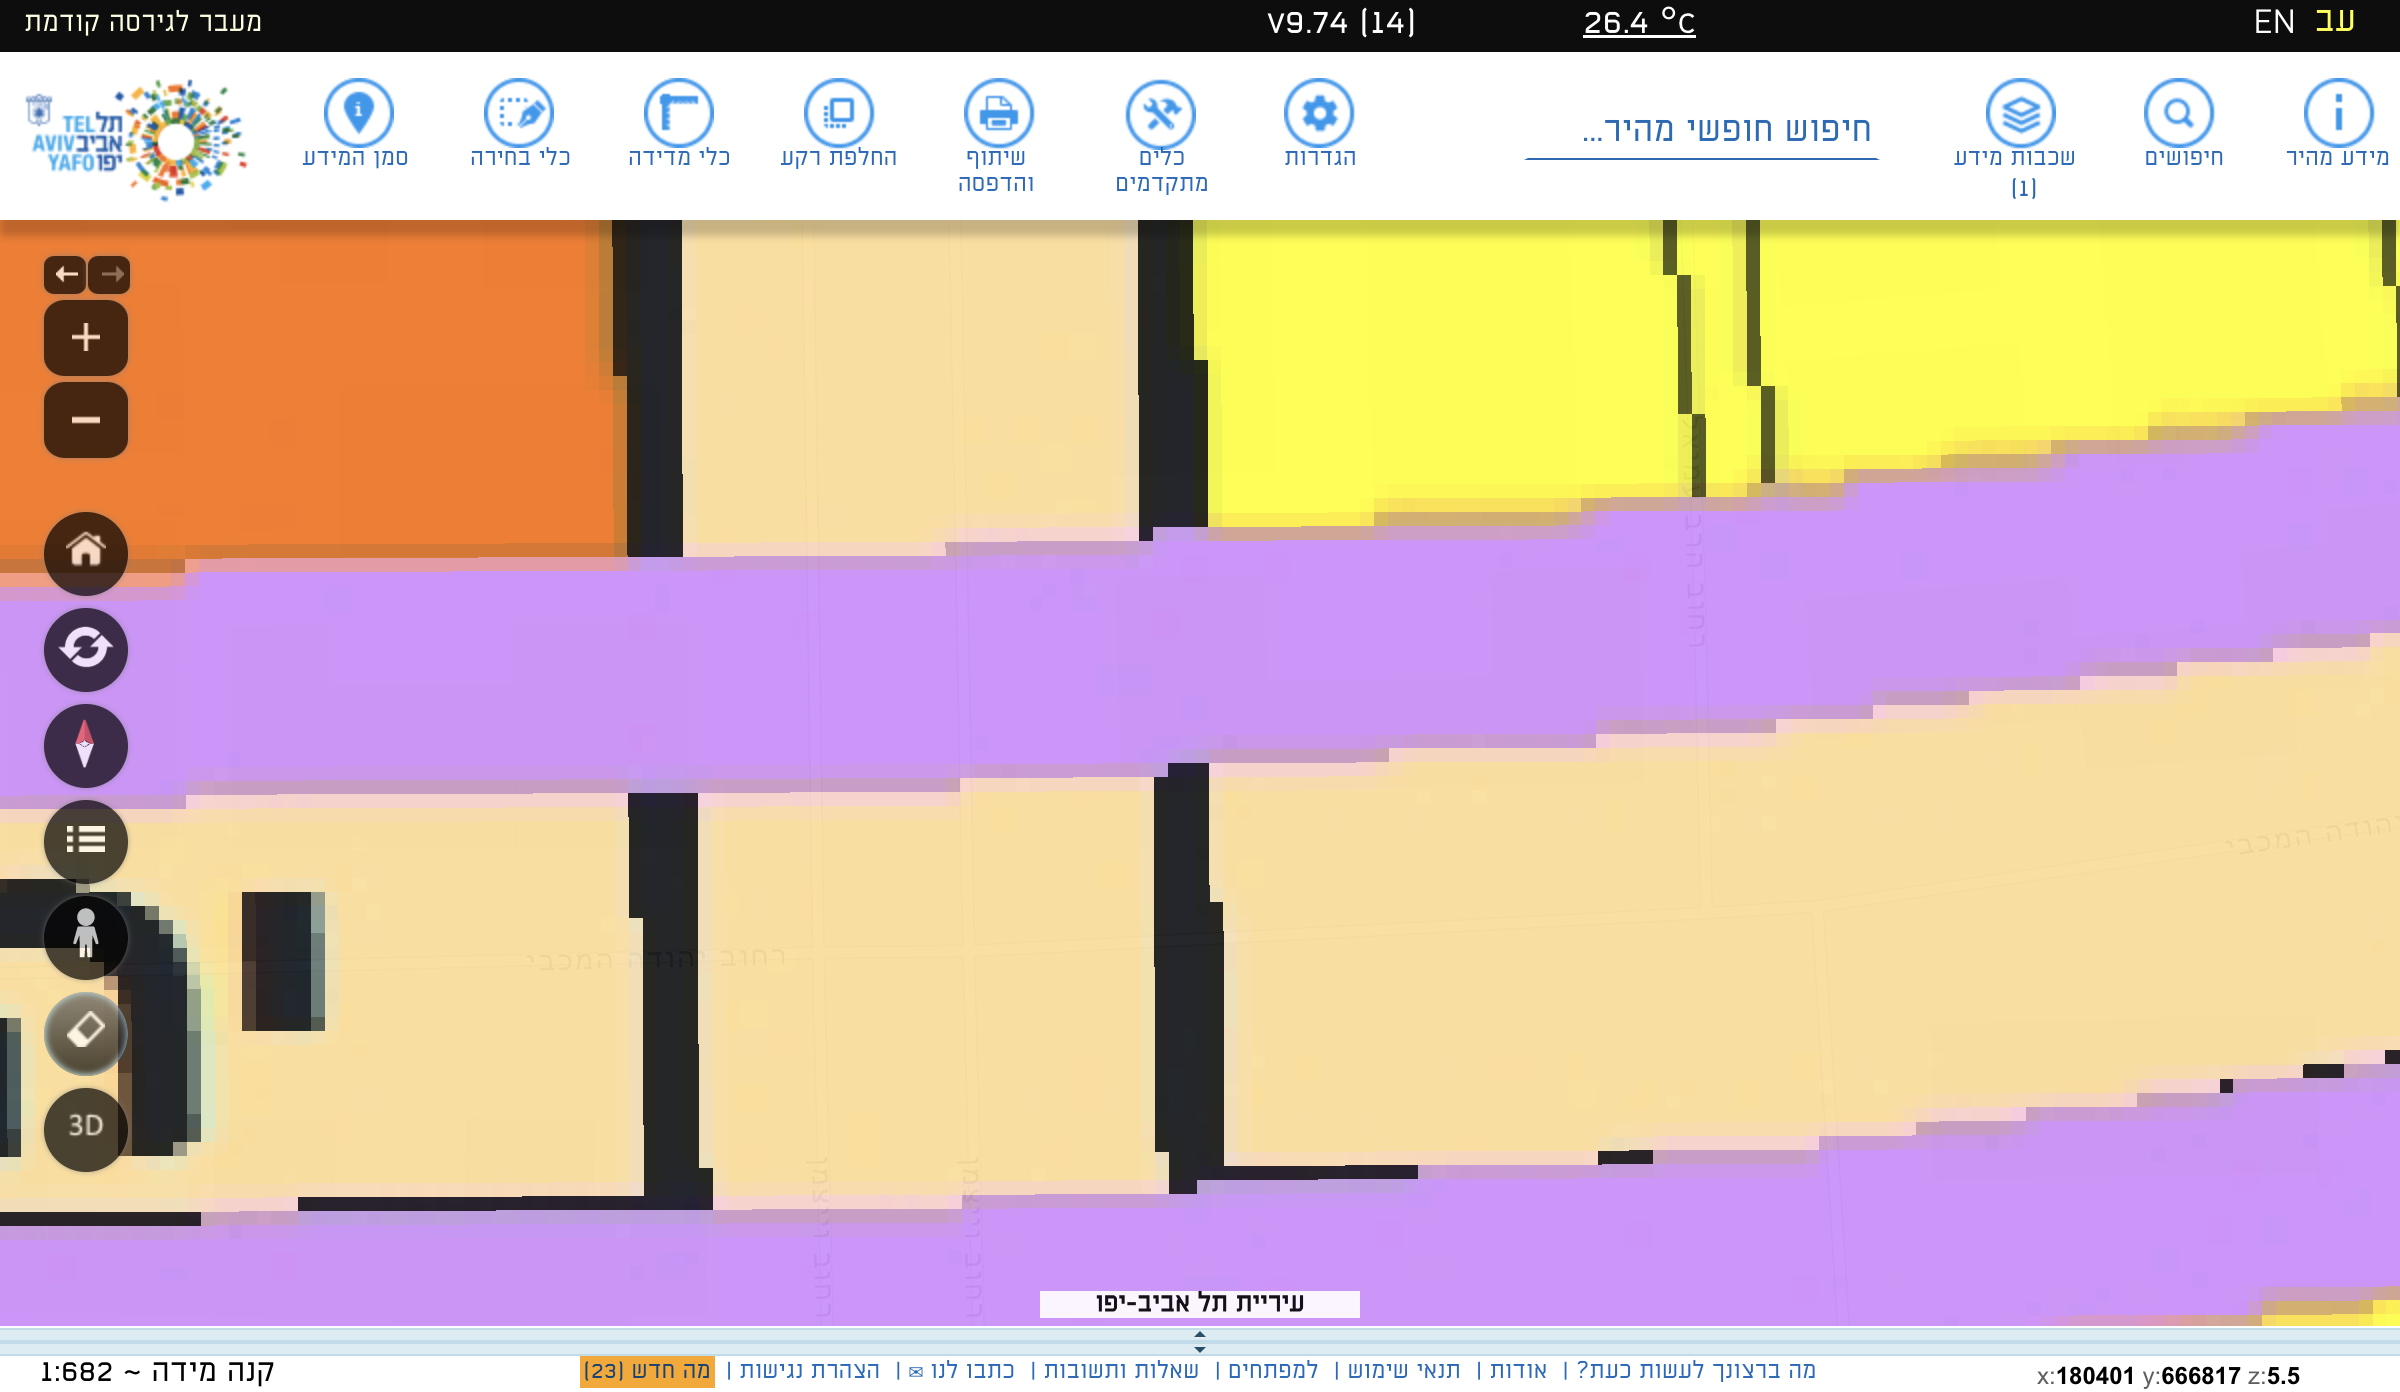 עב EN
26.4 °C
V9.74 (14)
מעבר לגירסה קודמת
מידע מהיר
חיפושים
שכבות מידע
(1)
חיפוש חופשי מהיר...
הגדרות
כלים
מתקדמים
שיתוף
והדפסה
החלפת רקע
כלי מדידה
כלי בחירה
סמן המידע
תל TEL
אביב AVIV
יפו YAFO
יהודה המכבי
רחוב יהודה המכבי
3D
עיריית תל אביב-יפו
x:180401 y:666817 z:5.5
מה ברצונך לעשות כעת? | אודות | תנאי שימוש | למפתחים | שאלות ותשובות | כתבו לנו ✉ | הצהרת נגישות | מה חדש (23)
קנה מידה ~ 1:682